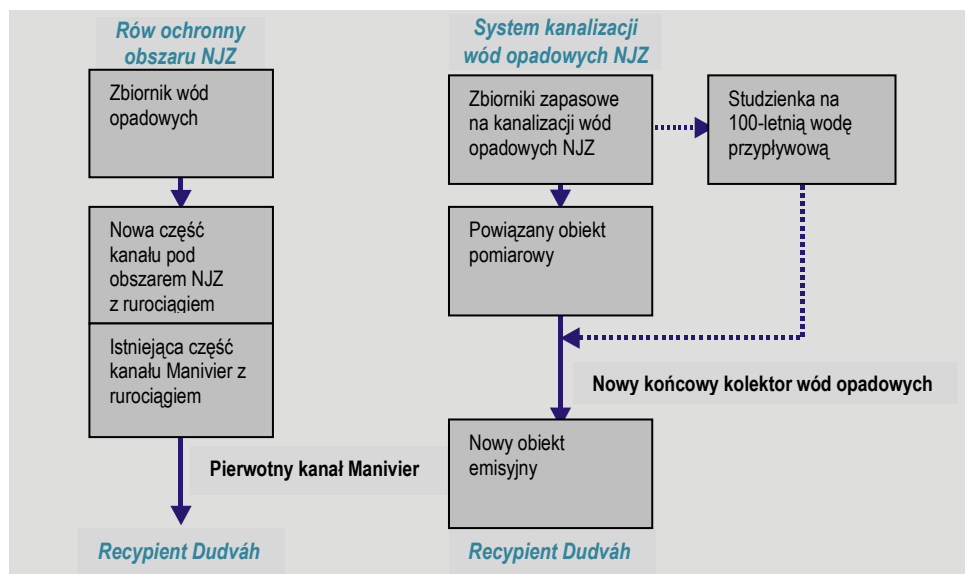 Rów ochronny
obszaru NJZ
Zbiornik wód
opadowych
Nowa część
kanału pod
obszarem NJZ
z rurociągiem
Istniejąca część
kanału Manivier z
rurociągiem
Pierwotny kanał Manivier
Recypient Dudváh
System kanalizacji
wód opadowych NJZ
Zbiorniki zapasowe
na kanalizacji wód
opadowych NJZ
Studzienka na
100-letnią wodę
przypływową
Powiązany obiekt
pomiarowy
Nowy końcowy kolektor wód opadowych
Nowy obiekt
emisyjny
Recypient Dudváh